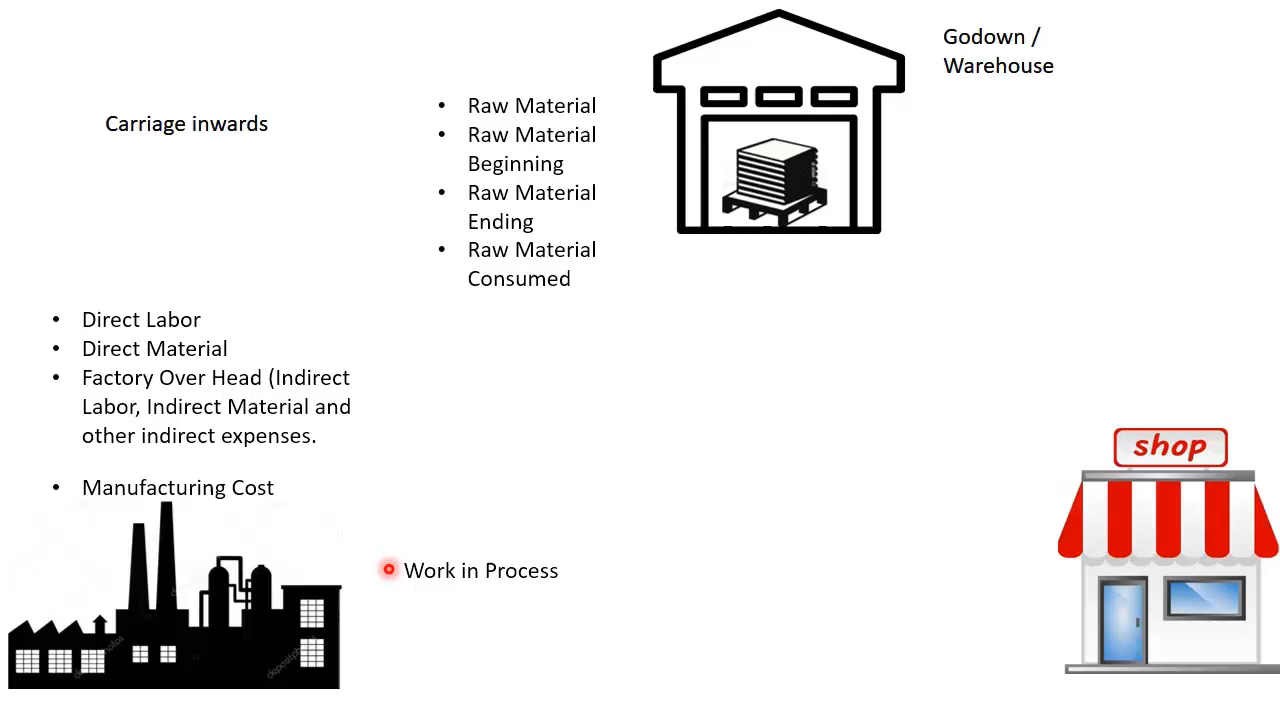 Godown /
Warehouse
Carriage inwards
• Raw Material
• Raw Material
Beginning
• Raw Material
Ending
• Raw Material
Consumed
• Direct Labor
• Direct Material
• Factory Over Head (Indirect
Labor, Indirect Material and
other indirect expenses.
• Manufacturing Cost
shop
Work in Process